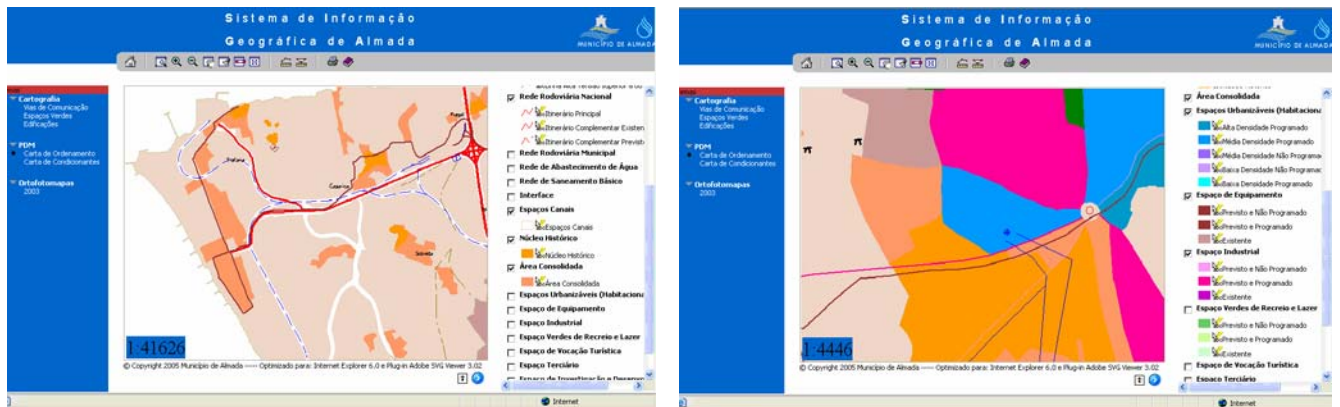 Sistema de Informação
Geográfica de Almada
MUNICÍPIO DE ALMADA
Cartografia
Vias de Comunicação
Espaços Verdes
Edificações
PDM
Carta de Ordenamento
Carta de Condicionantes
Ortofotomapas
2003
1:41626
Rede Rodoviária Nacional
Itinerário Principal
Itinerário Complementar Existen
Itinerário Complementar Previst
Rede Rodoviária Municipal
Rede de Abastecimento de Água
Rede de Saneamento Básico
Interface
Espaços Canais
Espaços Canais
Núcleo Histórico
Núcleo Histórico
Área Consolidada
Área Consolidada
Espaços Urbanizáveis (Habitaciona
Espaço de Equipamento
Espaço Industrial
Espaço Verdes de Recreio e Lazer
Espaço de Vocação Turística
Espaço Terciário
Espaço de Investigação e Desenvo
© Copyright 2005 Município de Almada ---- Optimizado para: Internet Explorer 6.0 e Plug-in Adobe SVG Viewer 3.02
Internet
Sistema de Informação
Geográfica de Almada
MUNICÍPIO DE ALMADA
Cartografia
Vias de Comunicação
Espaços Verdes
Edificações
PDM
Carta de Ordenamento
Carta de Condicionantes
Ortofotomapas
2003
1:4446
Área Consolidada
Espaços Urbanizáveis (Habitaciona
Alta Densidade Programado
Média Densidade Programado
Média Densidade Não Programad
Baixa Densidade Não Programad
Baixa Densidade Programado
Espaço de Equipamento
Previsto e Não Programado
Previsto e Programado
Existente
Espaço Industrial
Previsto e Não Programado
Previsto e Programado
Existente
Espaço Verdes de Recreio e Lazer
Previsto e Não Programado
Previsto e Programado
Existente
Espaço de Vocação Turística
Espaço Terciário
© Copyright 2005 Município de Almada ---- Optimizado para: Internet Explorer 6.0 e Plug-in Adobe SVG Viewer 3.02
Internet